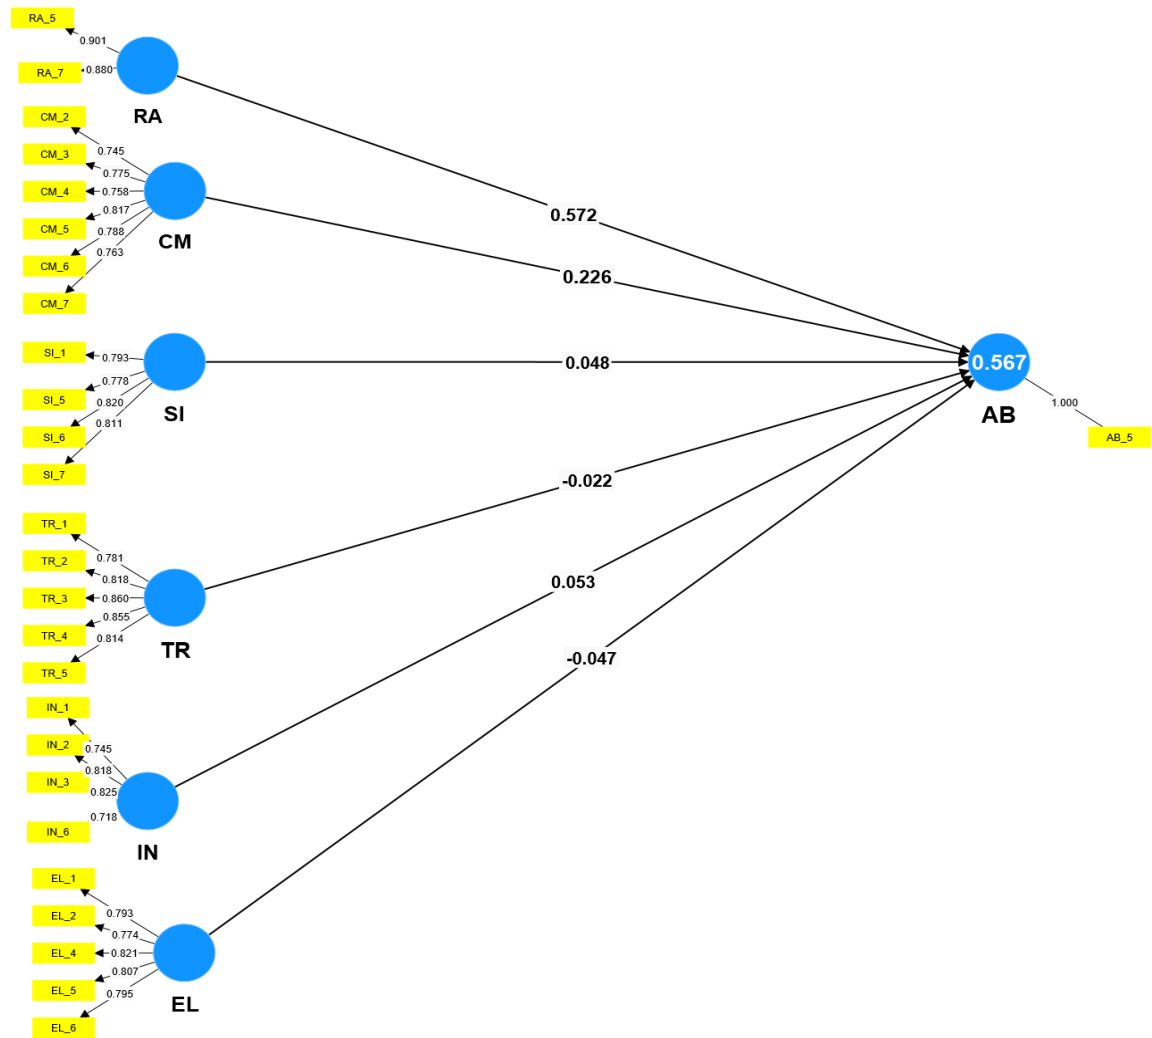 RA_5
0.901
RA_7
0.880
RA
CM_2
0.745
CM_3
0.775
CM_4
0.758
CM_5
0.817
CM_6
0.788
CM_7
0.763
CM
SI_1
0.793
SI_5
0.778
SI_6
0.820
SI_7
0.811
SI
TR_1
0.781
TR_2
0.818
TR_3
0.860
TR_4
0.855
TR_5
0.814
TR
IN_1
0.745
IN_2
0.818
IN_3
0.825
IN_6
0.718
IN
EL_1
0.793
EL_2
0.774
EL_4
0.821
EL_5
0.807
EL_6
0.795
EL
0.572
0.226
0.048
-0.022
0.053
-0.047
0.567
AB
1.000
AB_5